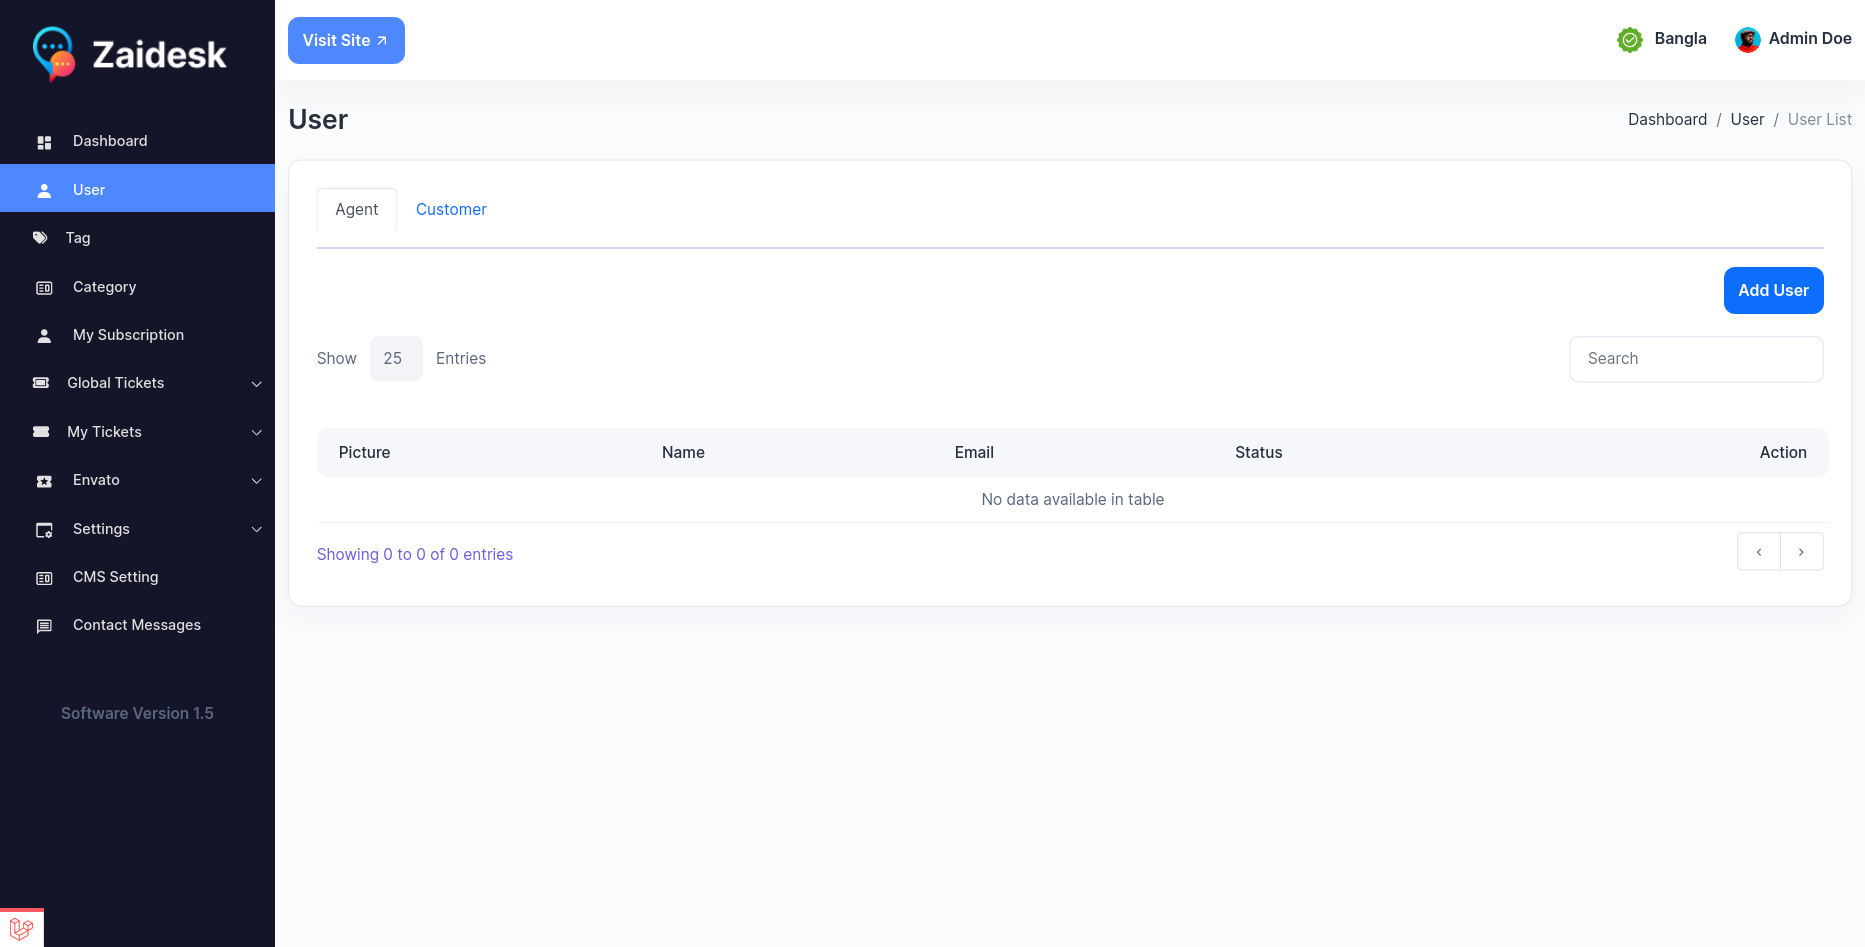 Zaidesk
Dashboard
User
Tag
Category
My Subscription
Global Tickets
My Tickets
Envato
Settings
CMS Setting
Contact Messages
Software Version 1.5
Visit Site
Bangla
Admin Doe
User
Dashboard / User / User List
Agent
Customer
Add User
Show 25 Entries
Search
Picture Name Email Status Action
No data available in table
Showing 0 to 0 of 0 entries
‹ ›